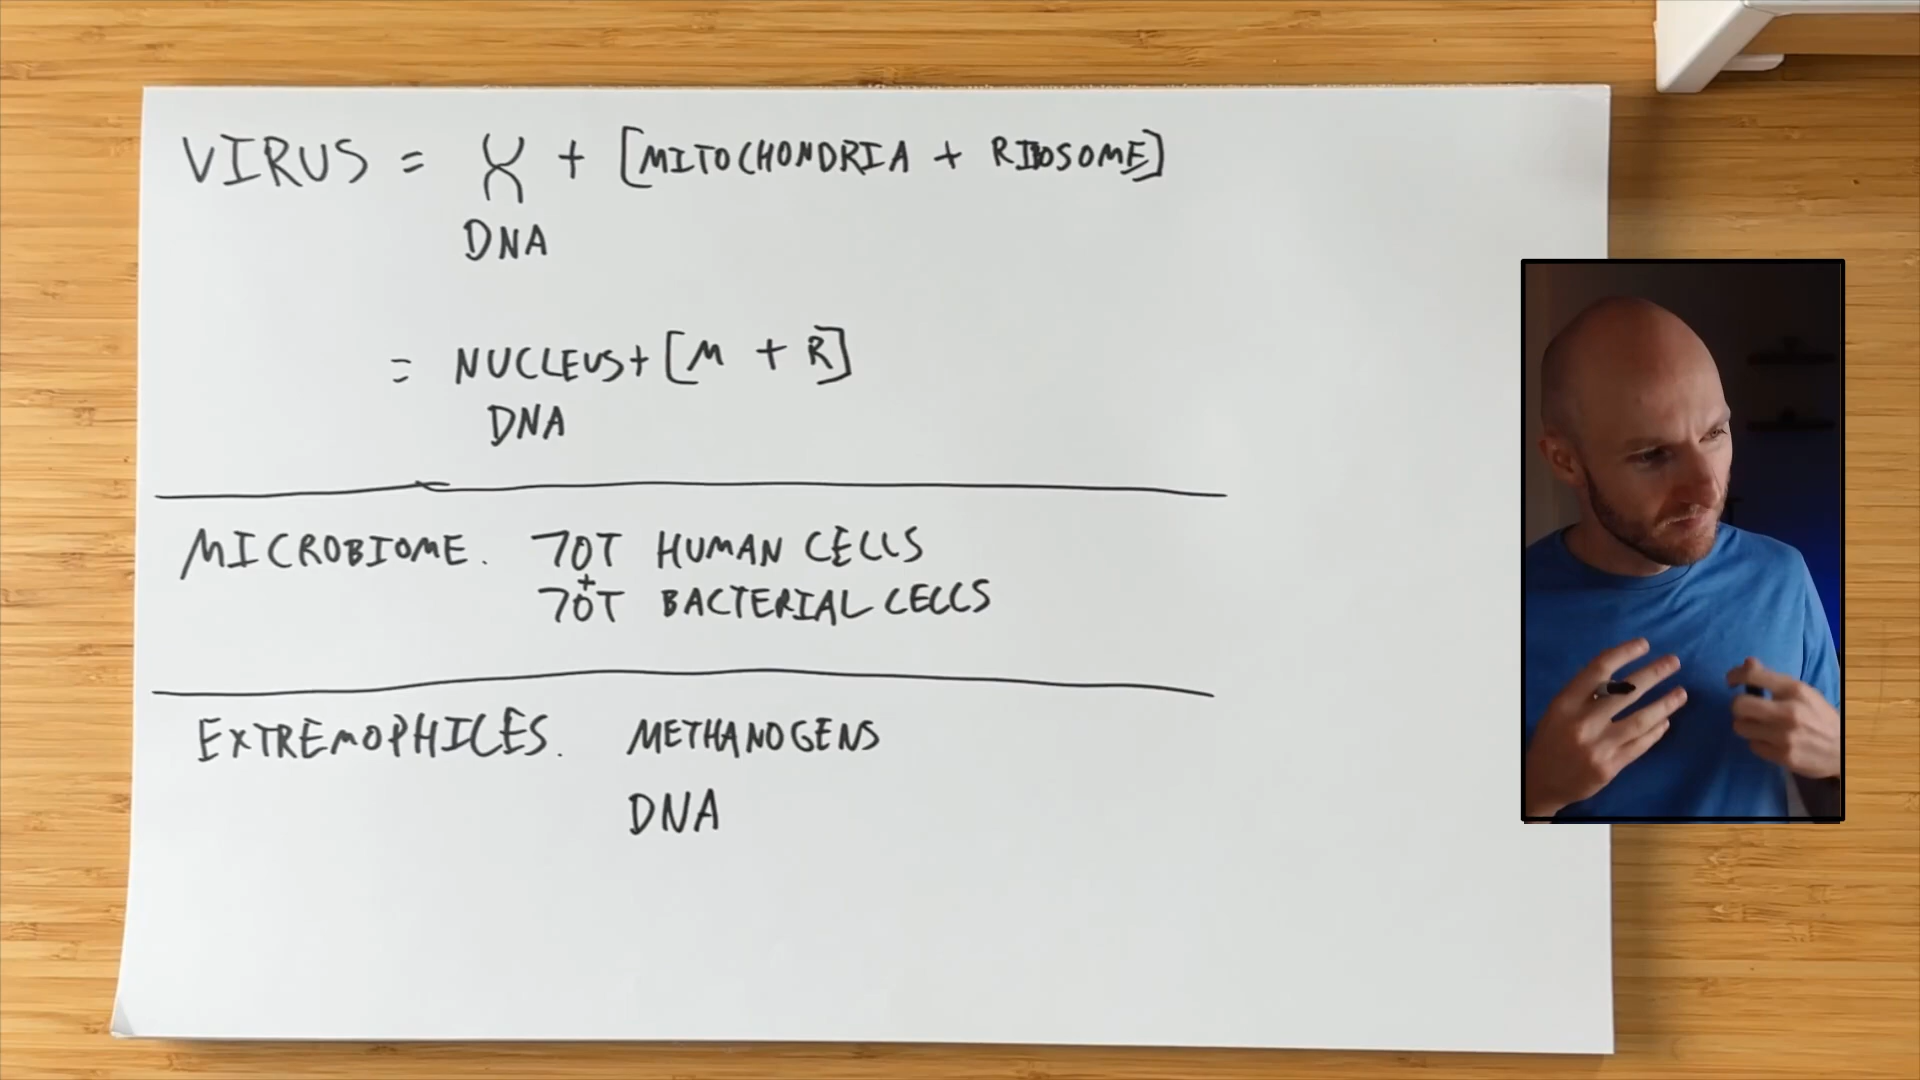 VIRUS = X + [MITOCHONDRIA + RIBOSOME]
DNA
= NUCLEUS + [M + R]
DNA
MICROBIOME. 70T HUMAN CELLS
+
70T BACTERIAL CELLS
EXTREMOPHILES. METHANOGENS
DNA